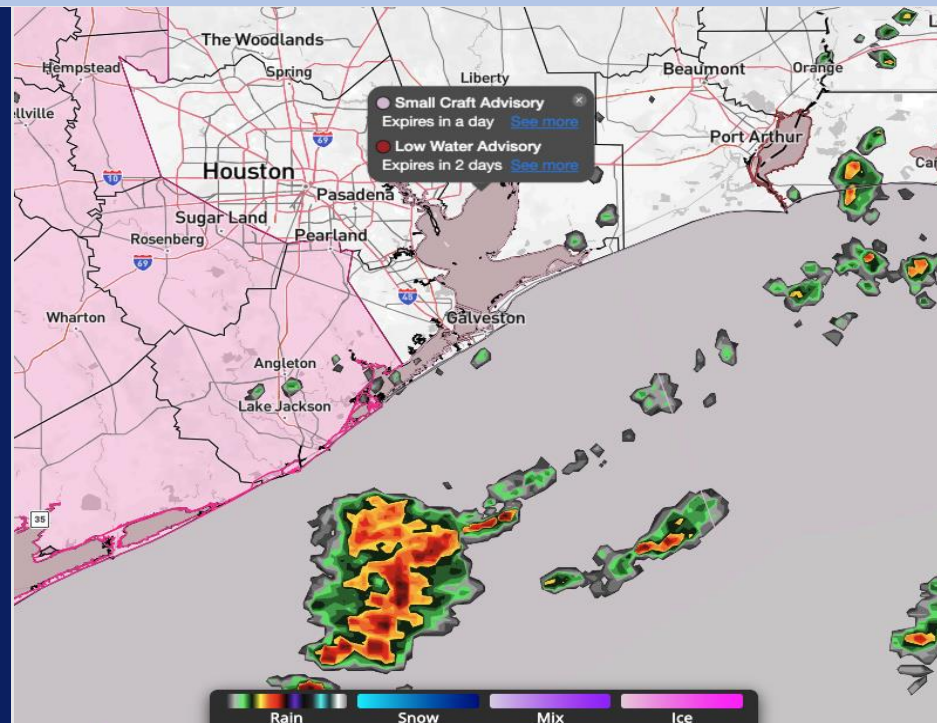 The Woodlands
Hempstead
Spring
Liberty
Beaumont
Orange
L
ellville
Small Craft Advisory
Expires in a day See more
Low Water Advisory
Expires in 2 days See more
69
Port Arthur
Houston
10
Pasadena
Ca
Sugar Land
Rosenberg
Pearland
69
45
Wharton
Galveston
Angleton
Lake Jackson
35
Rain Snow Mix Ice